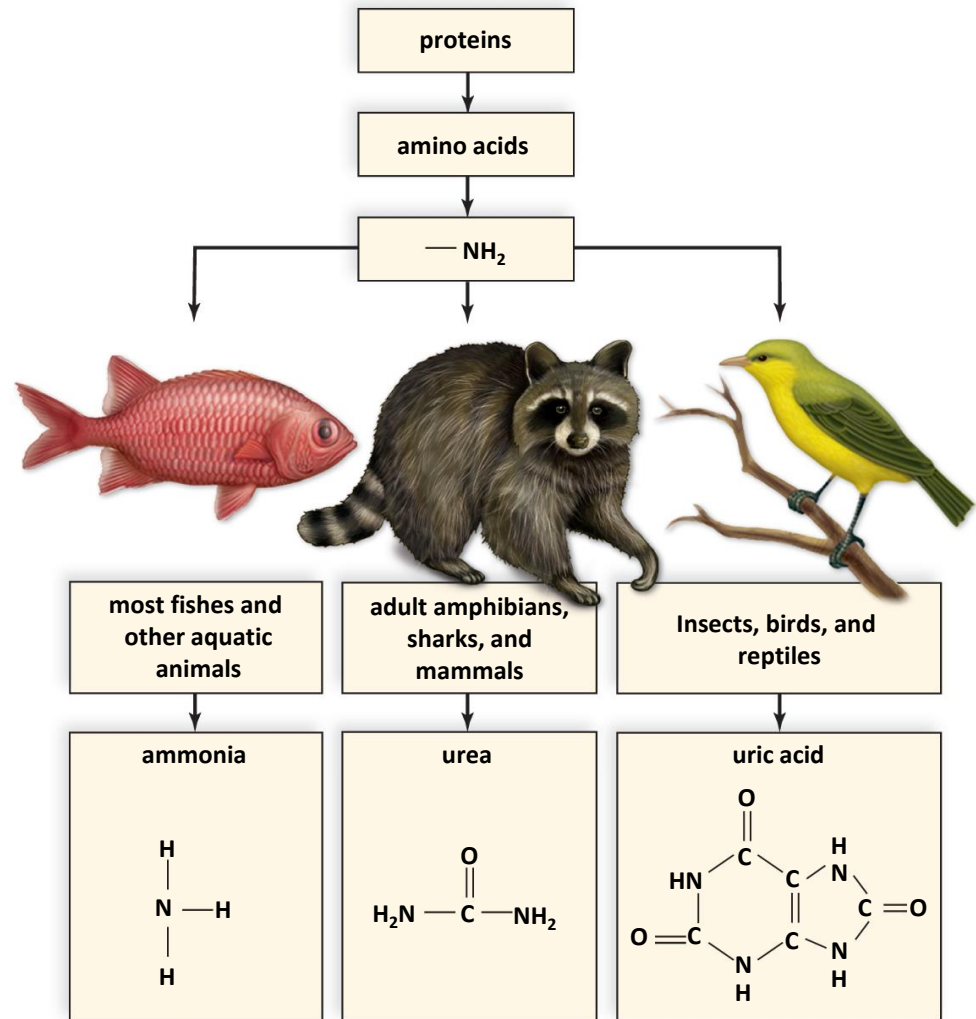 proteins
amino acids
— NH₂
most fishes and
other aquatic
animals
adult amphibians,
sharks, and
mammals
Insects, birds, and
reptiles
ammonia
H
N —H
H
urea
O
H₂N — C —NH₂
uric acid
O
C
HN
C
H
N
C =O
O =C
C
N
H
N
H